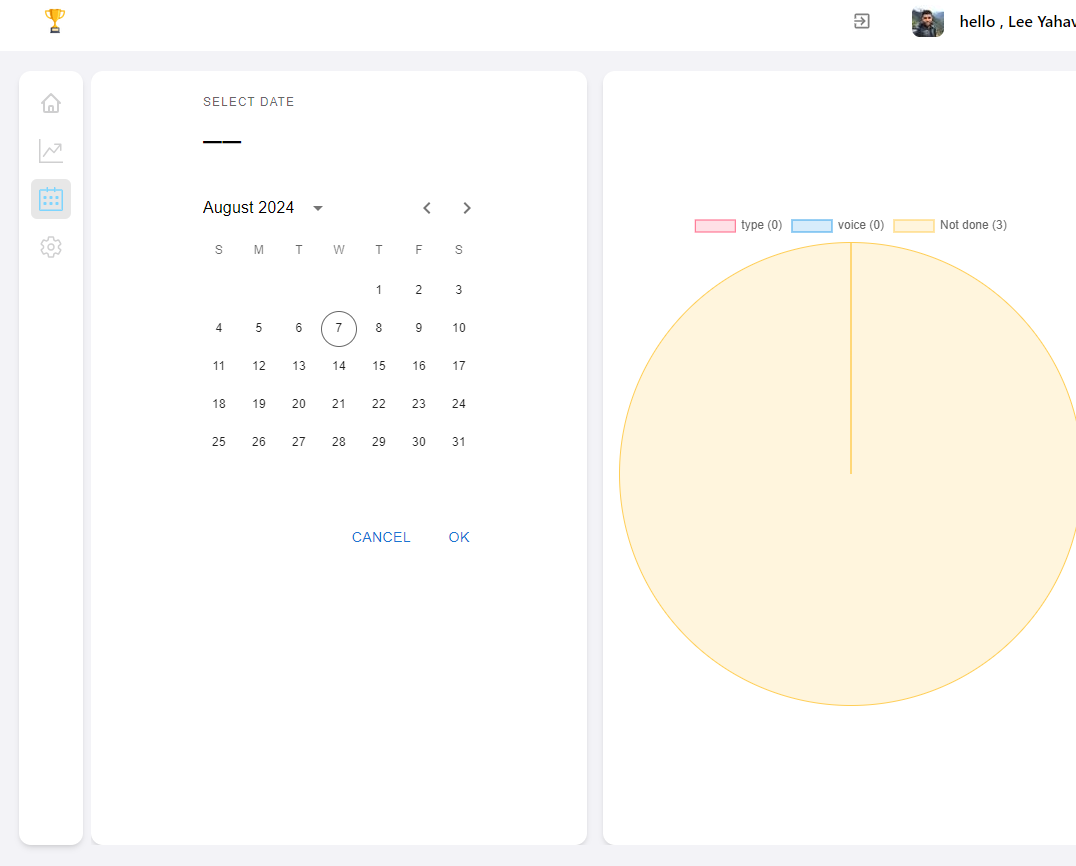 hello , Lee Yahav
SELECT DATE
––
August 2024
S M T W T F S
1 2 3
4 5 6 7 8 9 10
11 12 13 14 15 16 17
18 19 20 21 22 23 24
25 26 27 28 29 30 31
CANCEL OK
type (0) voice (0) Not done (3)